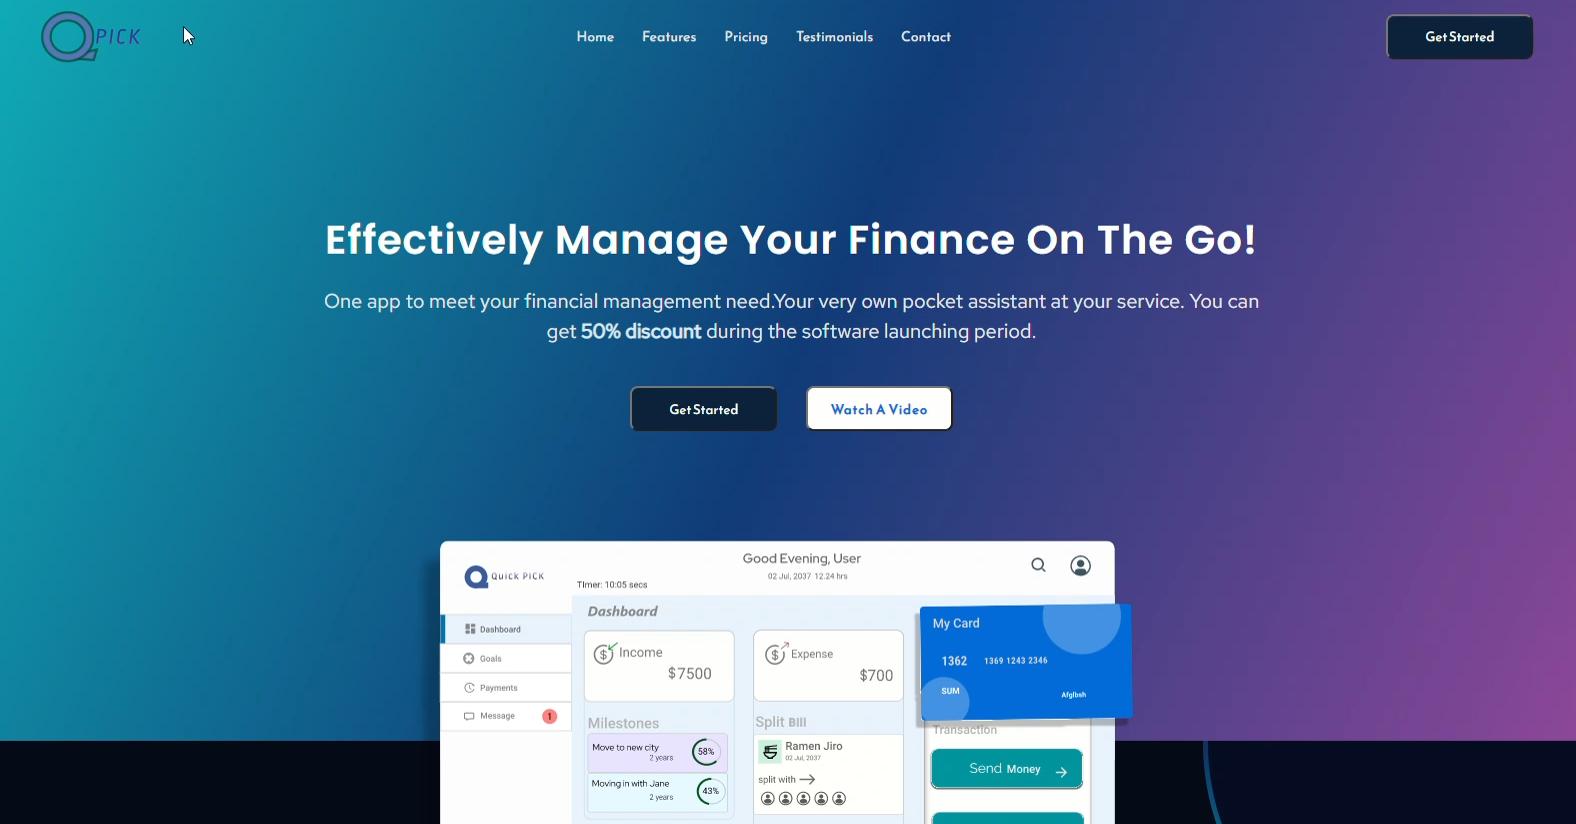 QPICK
Home Features Pricing Testimonials Contact
Get Started
Effectively Manage Your Finance On The Go!
One app to meet your financial management need.Your very own pocket assistant at your service. You can
get 50% discount during the software launching period.
Get Started Watch A Video
Good Evening, User
02 Jul, 2037 12.24 hrs
QUICK PICK
TImer: 10:05 secs
Dashboard
Dashboard
Goals
Payments
Message 1
Income
$7500
Expense
$700
My Card
1362 1369 1243 2346
SUM
Afglbsh
Milestones
Move to new city
2 years
58%
Moving in with Jane
2 years
43%
Split Bill
Ramen Jiro
02 Jul, 2037
split with
Transaction
Send Money